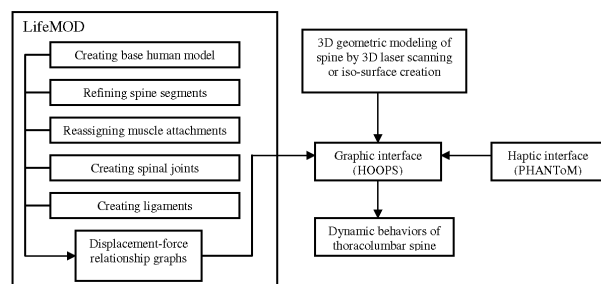 LifeMOD
Creating base human model
Refining spine segments
Reassigning muscle attachments
Creating spinal joints
Creating ligaments
Displacement-force
relationship graphs
3D geometric modeling of
spine by 3D laser scanning
or iso-surface creation
Graphic interface
(HOOPS)
Haptic interface
(PHANToM)
Dynamic behaviors of
thoracolumbar spine